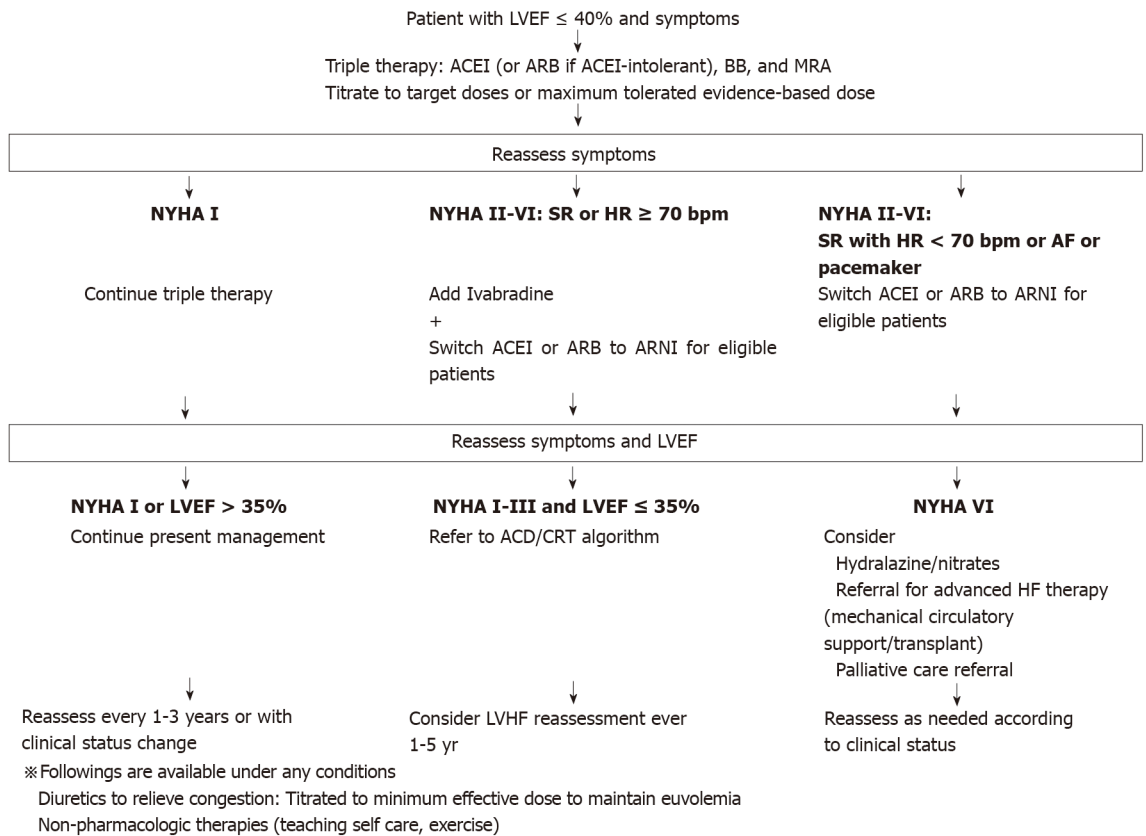 Patient with LVEF ≤ 40% and symptoms
Triple therapy: ACEI (or ARB if ACEI-intolerant), BB, and MRA
Titrate to target doses or maximum tolerated evidence-based dose
Reassess symptoms
NYHA I
Continue triple therapy
NYHA II-VI: SR or HR ≥ 70 bpm
Add Ivabradine
+
Switch ACEI or ARB to ARNI for eligible
patients
NYHA II-VI:
SR with HR < 70 bpm or AF or
pacemaker
Switch ACEI or ARB to ARNI for
eligible patients
Reassess symptoms and LVEF
NYHA I or LVEF > 35%
Continue present management
NYHA I-III and LVEF ≤ 35%
Refer to ACD/CRT algorithm
NYHA VI
Consider
Hydralazine/nitrates
Referral for advanced HF therapy
(mechanical circulatory
support/transplant)
Palliative care referral
Reassess every 1-3 years or with
clinical status change
Consider LVHF reassessment ever
1-5 yr
Reassess as needed according
to clinical status
※Followings are available under any conditions
Diuretics to relieve congestion: Titrated to minimum effective dose to maintain euvolemia
Non-pharmacologic therapies (teaching self care, exercise)